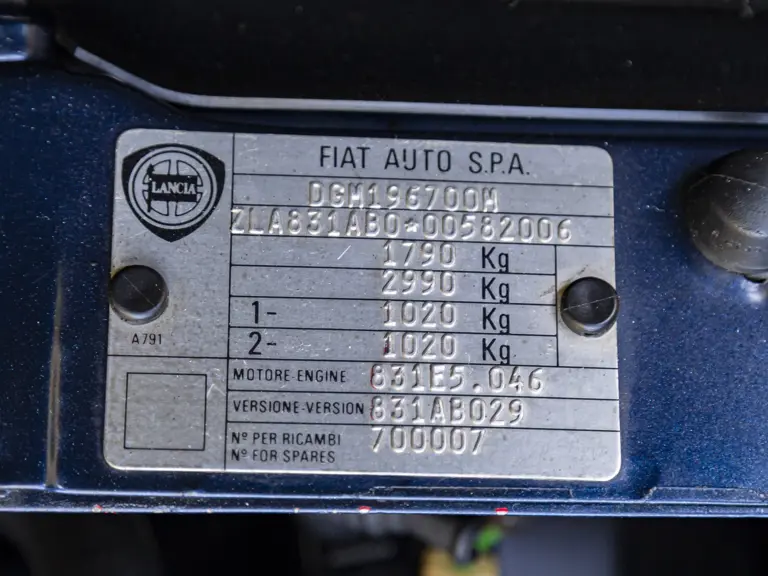 LANCIA
FIAT AUTO S.P.A.
DGM196700M
ZLA831AB0*00582006
1790 Kg
2990 Kg
1- 1020 Kg
2- 1020 Kg
A791
MOTORE-ENGINE 831E5.046
VERSIONE-VERSION 831AB029
Nº PER RICAMBI 700007
Nº FOR SPARES